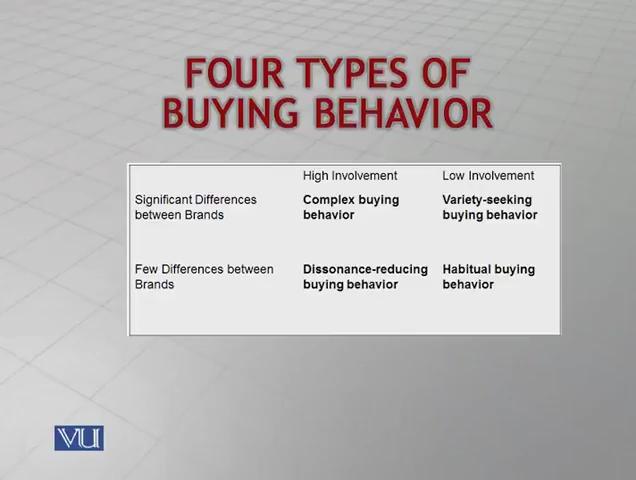 FOUR TYPES OF
BUYING BEHAVIOR
High Involvement Low Involvement
Significant Differences between Brands Complex buying behavior Variety-seeking buying behavior
Few Differences between Brands Dissonance-reducing buying behavior Habitual buying behavior
VU